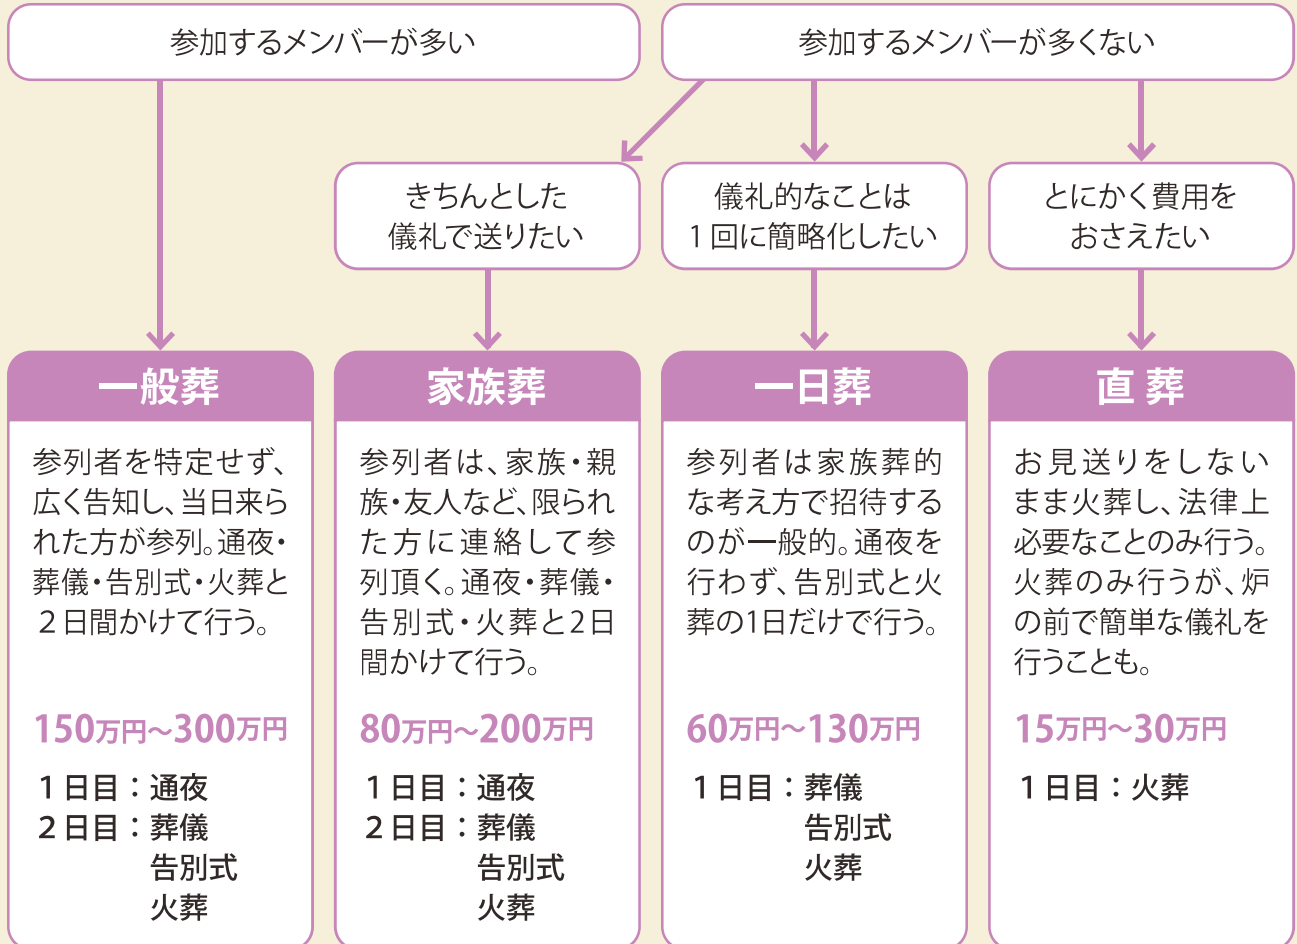 参加するメンバーが多い
参加するメンバーが多くない
きちんとした
儀礼で送りたい
儀礼的なことは
1回に簡略化したい
とにかく費用を
おさえたい
一般葬
参列者を特定せず、
広く告知し、当日来ら
れた方が参列。通夜・
葬儀・告別式・火葬と
2日間かけて行う。
150万円～300万円
1日目：通夜
2日目：葬儀
告別式
火葬
家族葬
参列者は、家族・親
族・友人など、限られ
た方に連絡して参
列頂く。通夜・葬儀・
告別式・火葬と2日
間かけて行う。
80万円～200万円
1日目：通夜
2日目：葬儀
告別式
火葬
一日葬
参列者は家族葬的
な考え方で招待する
のが一般的。通夜を
行わず、告別式と火
葬の1日だけで行う。
60万円～130万円
1日目：葬儀
告別式
火葬
直葬
お見送りをしない
まま火葬し、法律上
必要なことのみ行う。
火葬のみ行うが、炉
の前で簡単な儀礼を
行うことも。
15万円～30万円
1日目：火葬